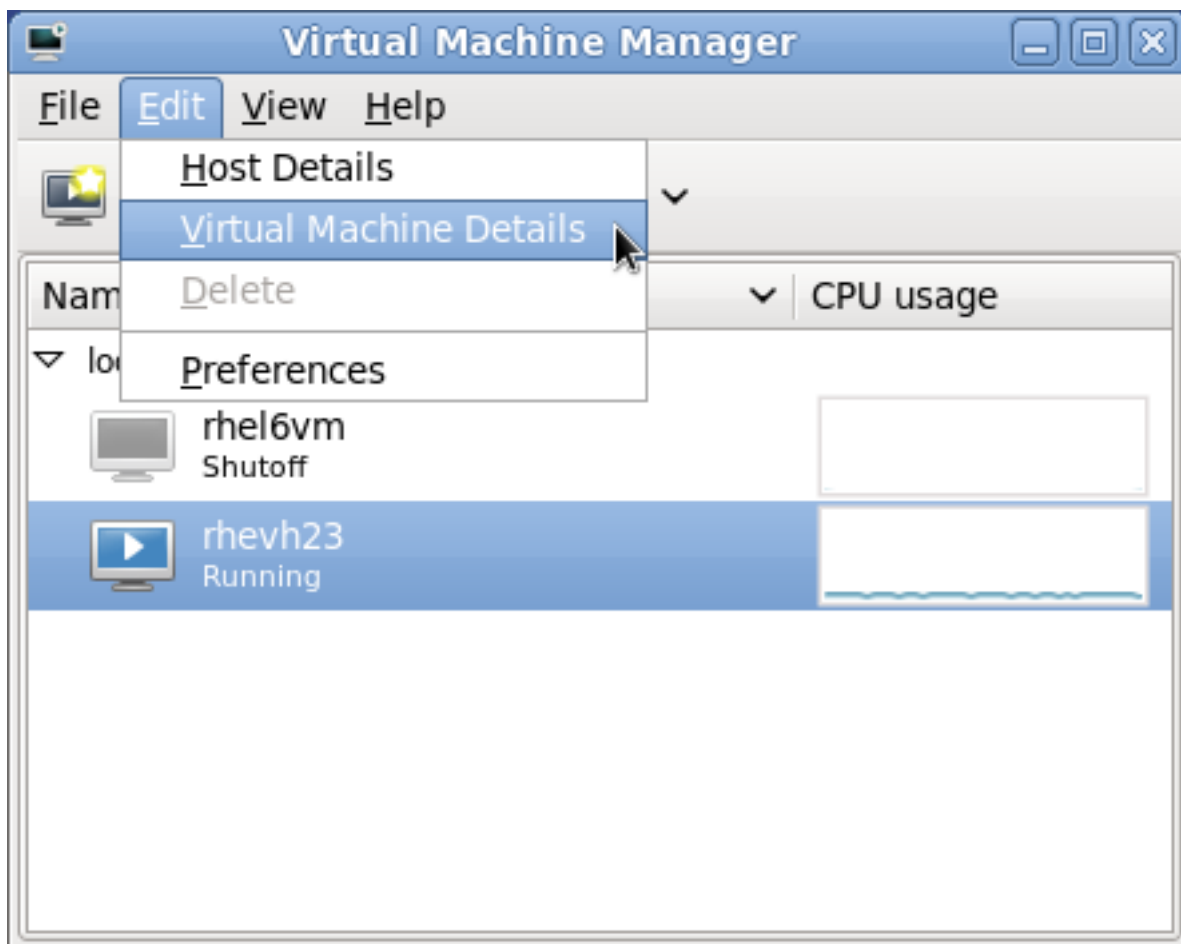 Virtual Machine Manager
File Edit View Help
Host Details
Virtual Machine Details
Delete
Preferences
CPU usage
rhel6vm
Shutoff
rhevh23
Running